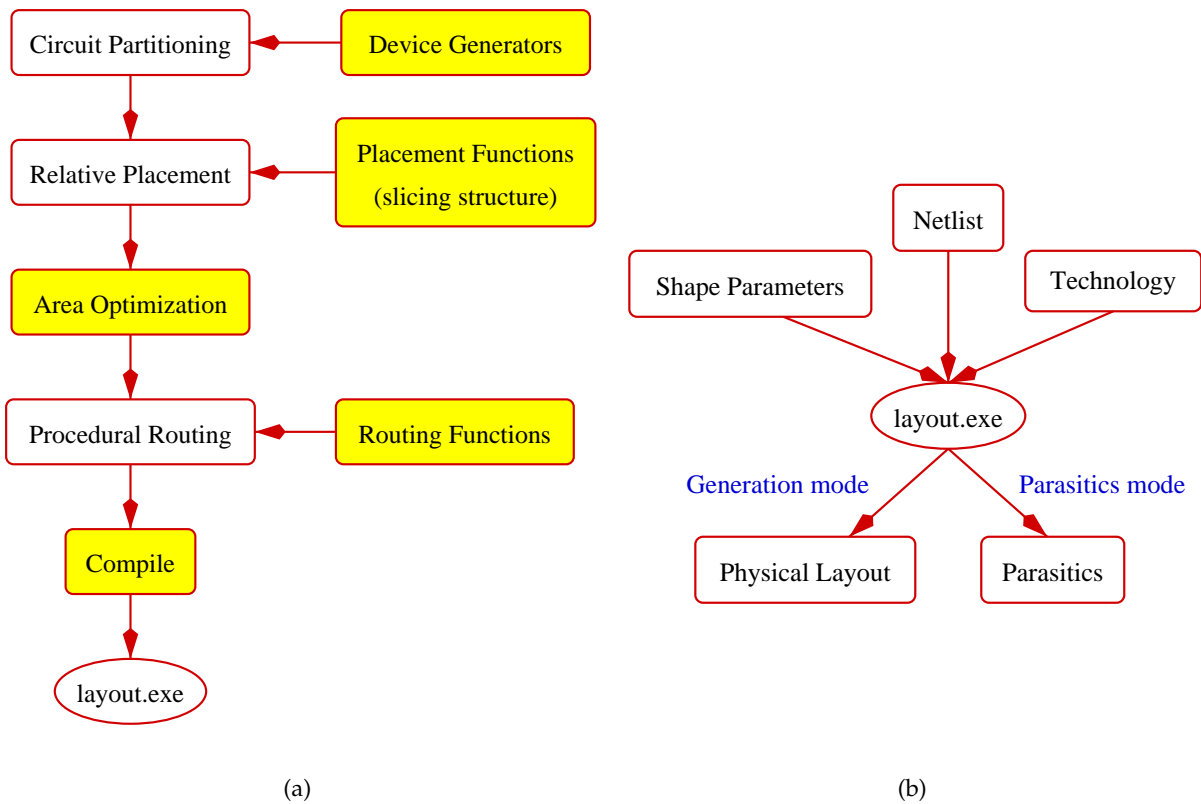 Circuit Partitioning
Device Generators
Relative Placement
Placement Functions
(slicing structure)
Area Optimization
Procedural Routing
Routing Functions
Compile
layout.exe
(a)
Netlist
Shape Parameters
Technology
layout.exe
Generation mode
Parasitics mode
Physical Layout
Parasitics
(b)